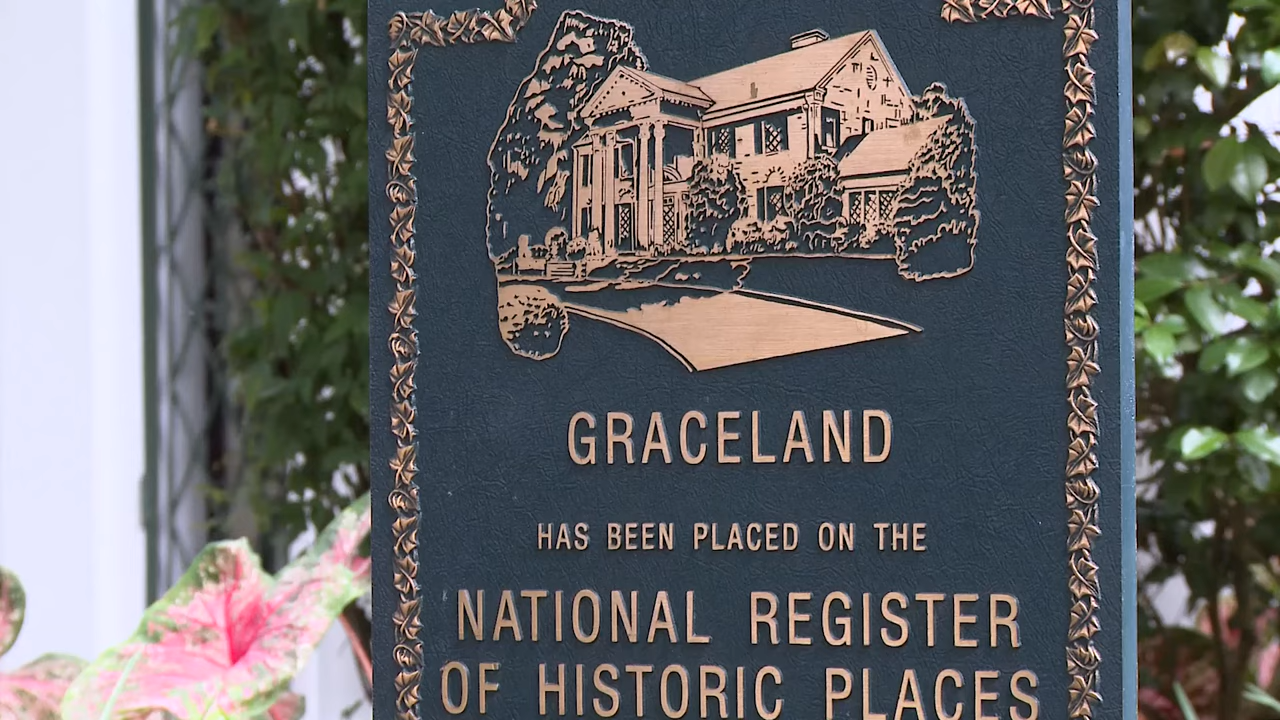 GRACELAND
HAS BEEN PLACED ON THE
NATIONAL REGISTER
OF HISTORIC PLACES